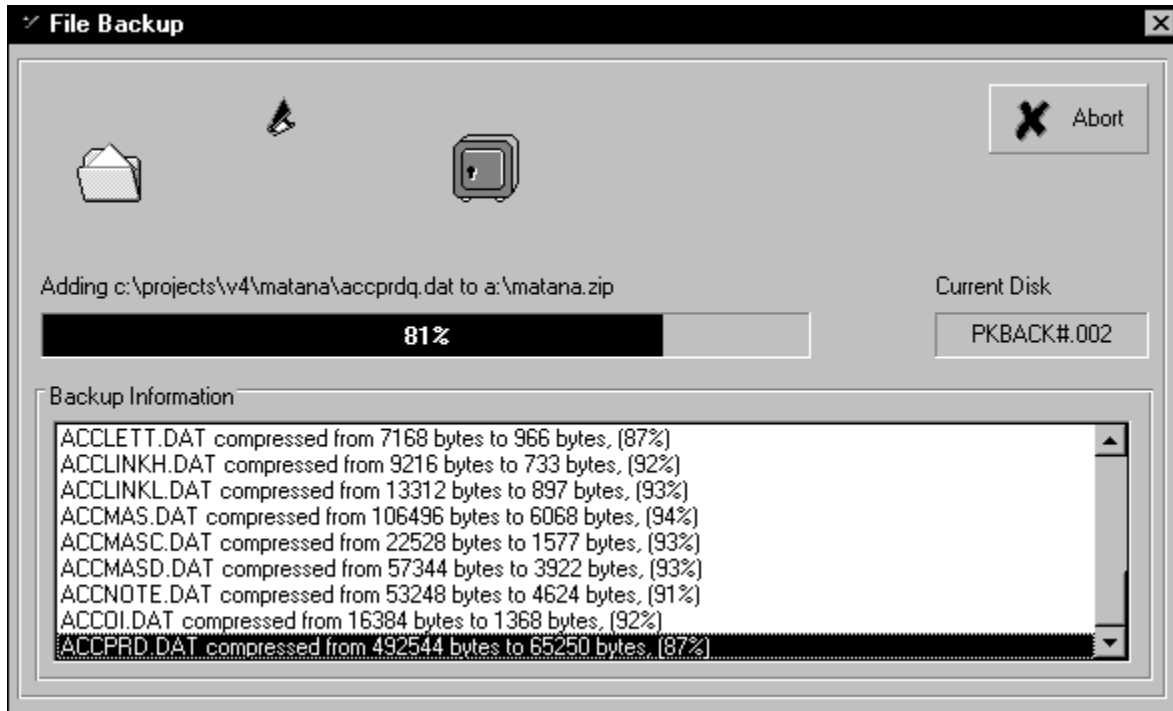 File Backup
Abort
Adding c:\projects\v4\matana\accprdq.dat to a:\matana.zip
Current Disk
81%
PKBACK#.002
Backup Information
ACCLETT.DAT compressed from 7168 bytes to 966 bytes, (87%)
ACCLINKH.DAT compressed from 9216 bytes to 733 bytes, (92%)
ACCLINKL.DAT compressed from 13312 bytes to 897 bytes, (93%)
ACCMAS.DAT compressed from 106496 bytes to 6068 bytes, (94%)
ACCMASC.DAT compressed from 22528 bytes to 1577 bytes, (93%)
ACCMASD.DAT compressed from 57344 bytes to 3922 bytes, (93%)
ACCNOTE.DAT compressed from 53248 bytes to 4624 bytes, (91%)
ACCOI.DAT compressed from 16384 bytes to 1368 bytes, (92%)
ACCPRD.DAT compressed from 492544 bytes to 65250 bytes, (87%)